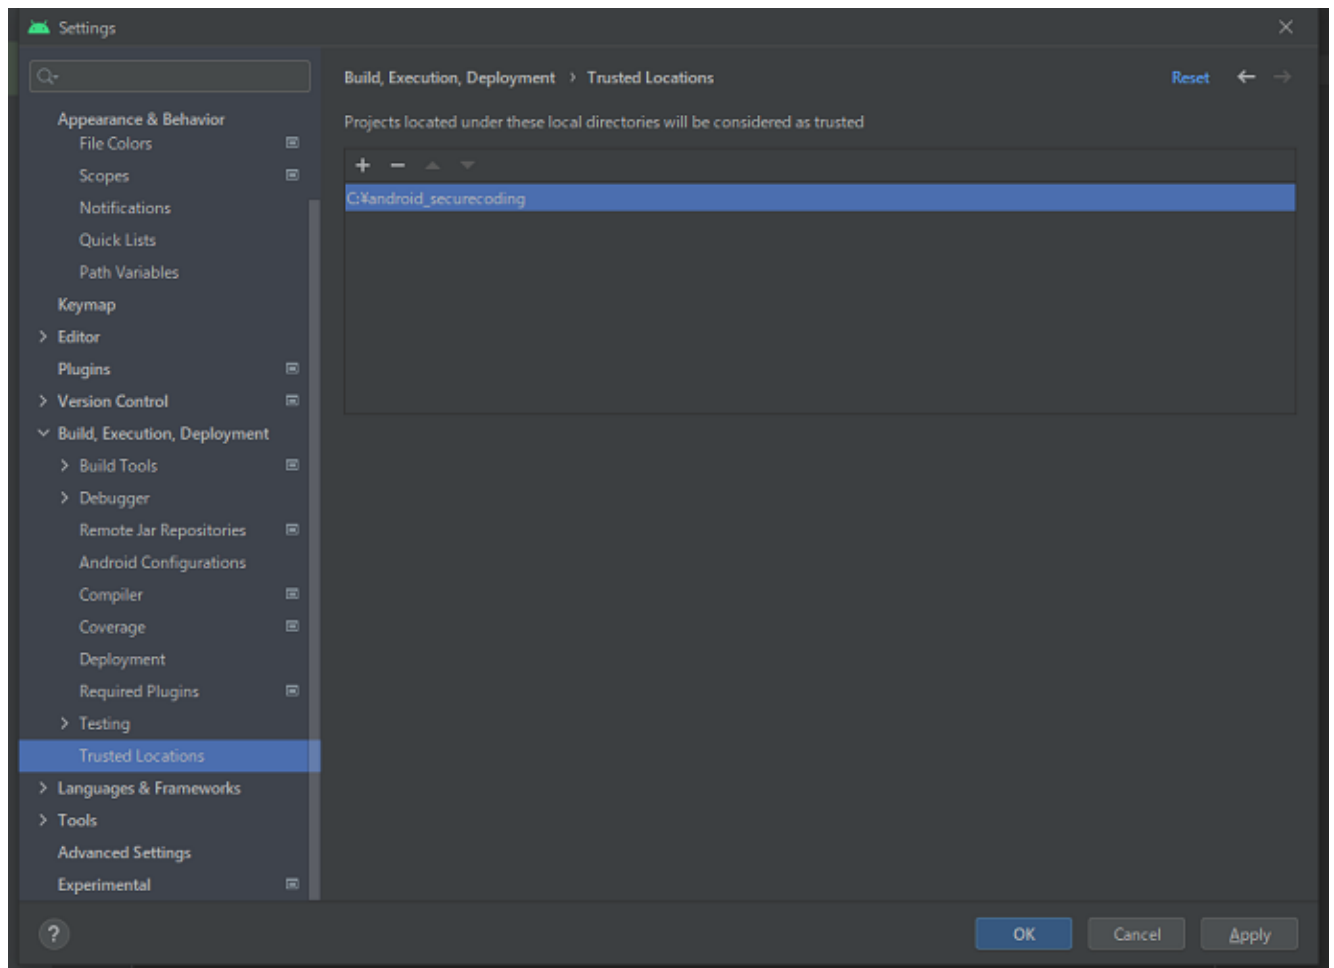 Settings
Build, Execution, Deployment › Trusted Locations
Reset
Projects located under these local directories will be considered as trusted
C:¥android_securecoding
Appearance & Behavior
File Colors
Scopes
Notifications
Quick Lists
Path Variables
Keymap
Editor
Plugins
Version Control
Build, Execution, Deployment
Build Tools
Debugger
Remote Jar Repositories
Android Configurations
Compiler
Coverage
Deployment
Required Plugins
Testing
Trusted Locations
Languages & Frameworks
Tools
Advanced Settings
Experimental
?
OK
Cancel
Apply